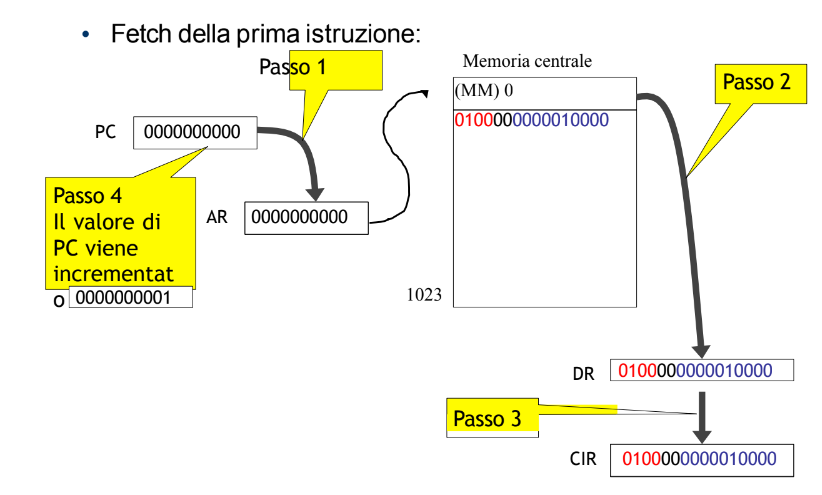 • Fetch della prima istruzione:
Passo 1
Memoria centrale
(MM) 0
Passo 2
0100000000010000
PC 0000000000
Passo 4
Il valore di
PC viene
incrementat
o 0000000001
AR 0000000000
1023
DR 0100000000010000
Passo 3
CIR 0100000000010000